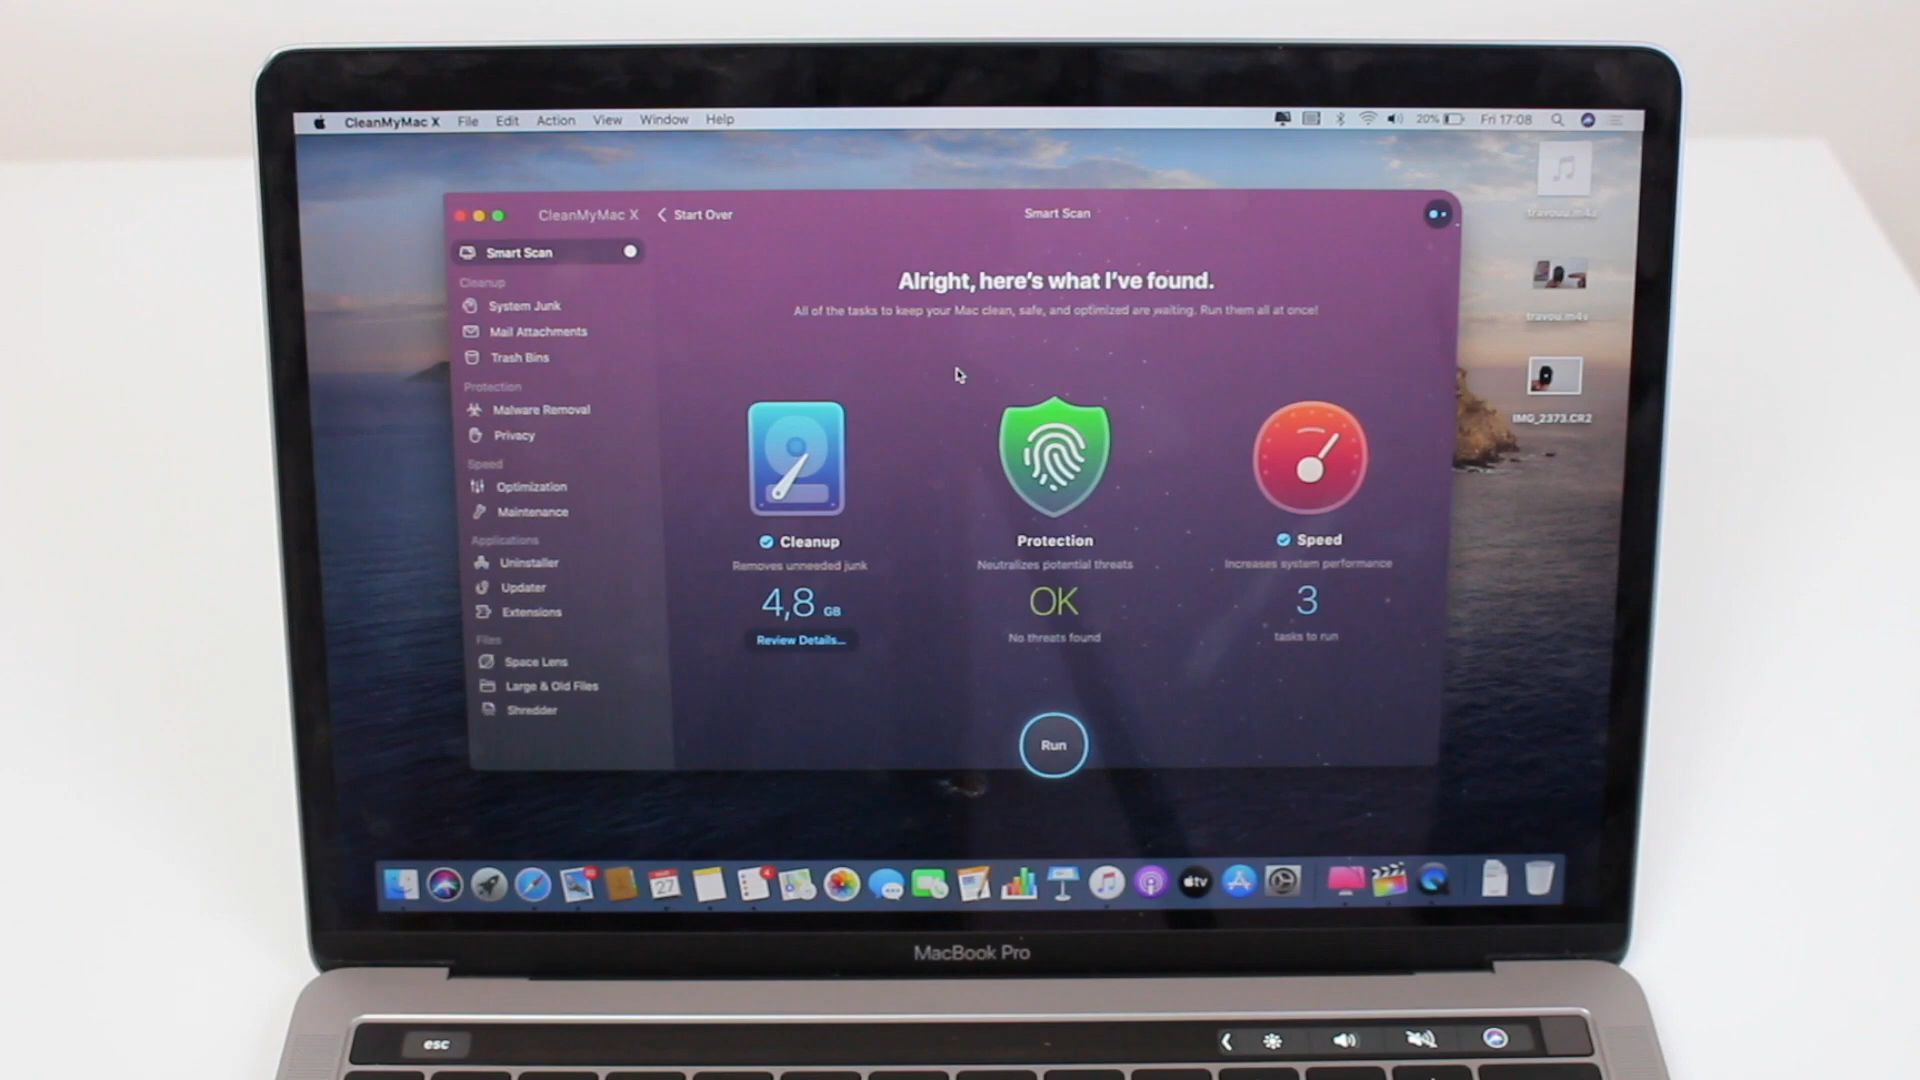 CleanMyMac X File Edit Action View Window Help 20% Fri 17:08
CleanMyMac X Start Over Smart Scan
Smart Scan
Cleanup
System Junk
Mail Attachments
Trash Bins
Protection
Malware Removal
Privacy
Speed
Optimization
Maintenance
Applications
Uninstaller
Updater
Extensions
Files
Space Lens
Large & Old Files
Shredder
Alright, here's what I've found.
All of the tasks to keep your Mac clean, safe, and optimized are waiting. Run them all at once!
Cleanup
Removes unneeded junk
4,8 GB
Review Details...
Protection
Neutralizes potential threats
OK
No threats found
Speed
Increases system performance
3
tasks to run
Run
travou.m4v
IMG_2373.CR2
27
4
tv
MacBook Pro
esc